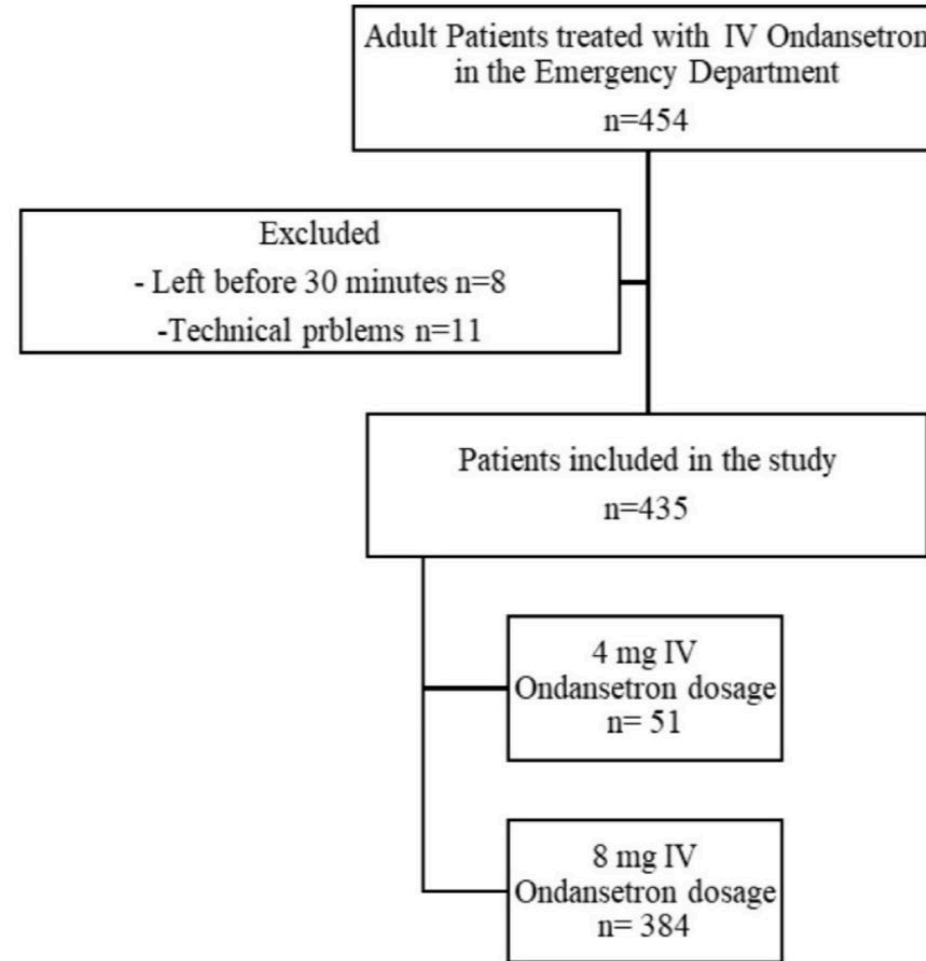 Adult Patients treated with IV Ondansetron
in the Emergency Department
n=454
Excluded
- Left before 30 minutes n=8
-Technical prblems n=11
Patients included in the study
n=435
4 mg IV
Ondansetron dosage
n= 51
8 mg IV
Ondansetron dosage
n= 384